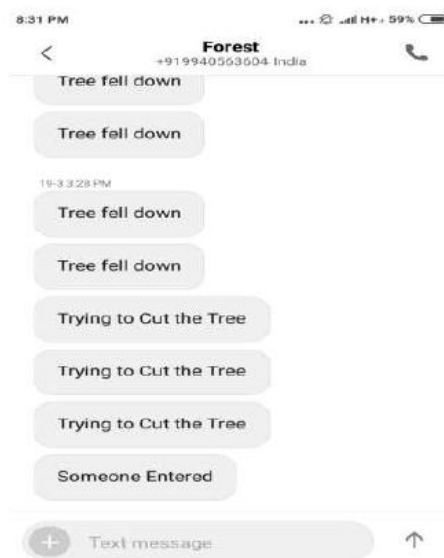 8:31 PM ... H+ 59%
Forest
+919940563604 India
Tree fell down
Tree fell down
19-3 3:28 PM
Tree fell down
Tree fell down
Trying to Cut the Tree
Trying to Cut the Tree
Trying to Cut the Tree
Someone Entered
Text message